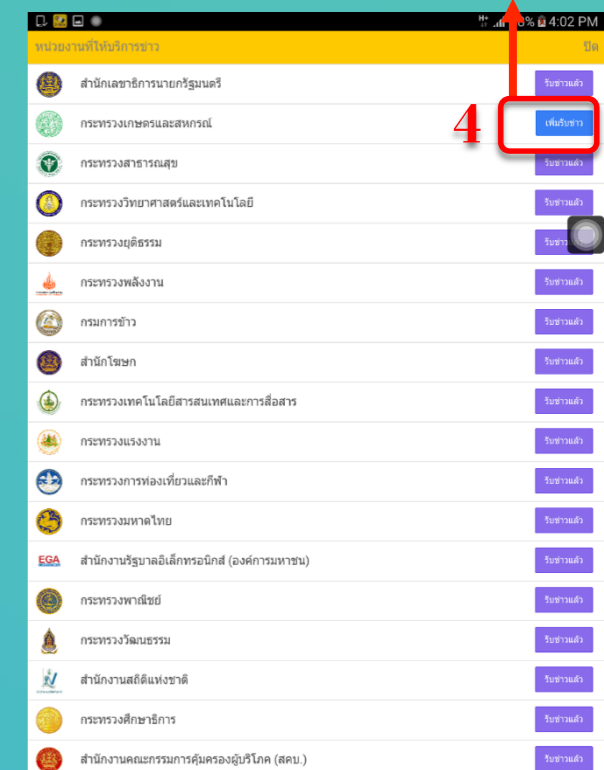 4:02 PM
หน่วยงานที่ให้บริการข่าว ปิด
สำนักเลขาธิการนายกรัฐมนตรี รับข่าวแล้ว
4
กระทรวงเกษตรและสหกรณ์ เพิ่มรับข่าว
กระทรวงสาธารณสุข รับข่าวแล้ว
กระทรวงวิทยาศาสตร์และเทคโนโลยี รับข่าวแล้ว
กระทรวงยุติธรรม รับข่าว
กระทรวงพลังงาน รับข่าวแล้ว
กรมการข้าว รับข่าวแล้ว
สำนักโฆษก รับข่าวแล้ว
กระทรวงเทคโนโลยีสารสนเทศและการสื่อสาร รับข่าวแล้ว
กระทรวงแรงงาน รับข่าวแล้ว
กระทรวงการท่องเที่ยวและกีฬา รับข่าวแล้ว
กระทรวงมหาดไทย รับข่าวแล้ว
EGA สำนักงานรัฐบาลอิเล็กทรอนิกส์ (องค์การมหาชน) รับข่าวแล้ว
กระทรวงพาณิชย์ รับข่าวแล้ว
กระทรวงวัฒนธรรม รับข่าวแล้ว
สำนักงานสถิติแห่งชาติ รับข่าวแล้ว
กระทรวงศึกษาธิการ รับข่าวแล้ว
สำนักงานคณะกรรมการคุ้มครองผู้บริโภค (สคบ.) รับข่าวแล้ว